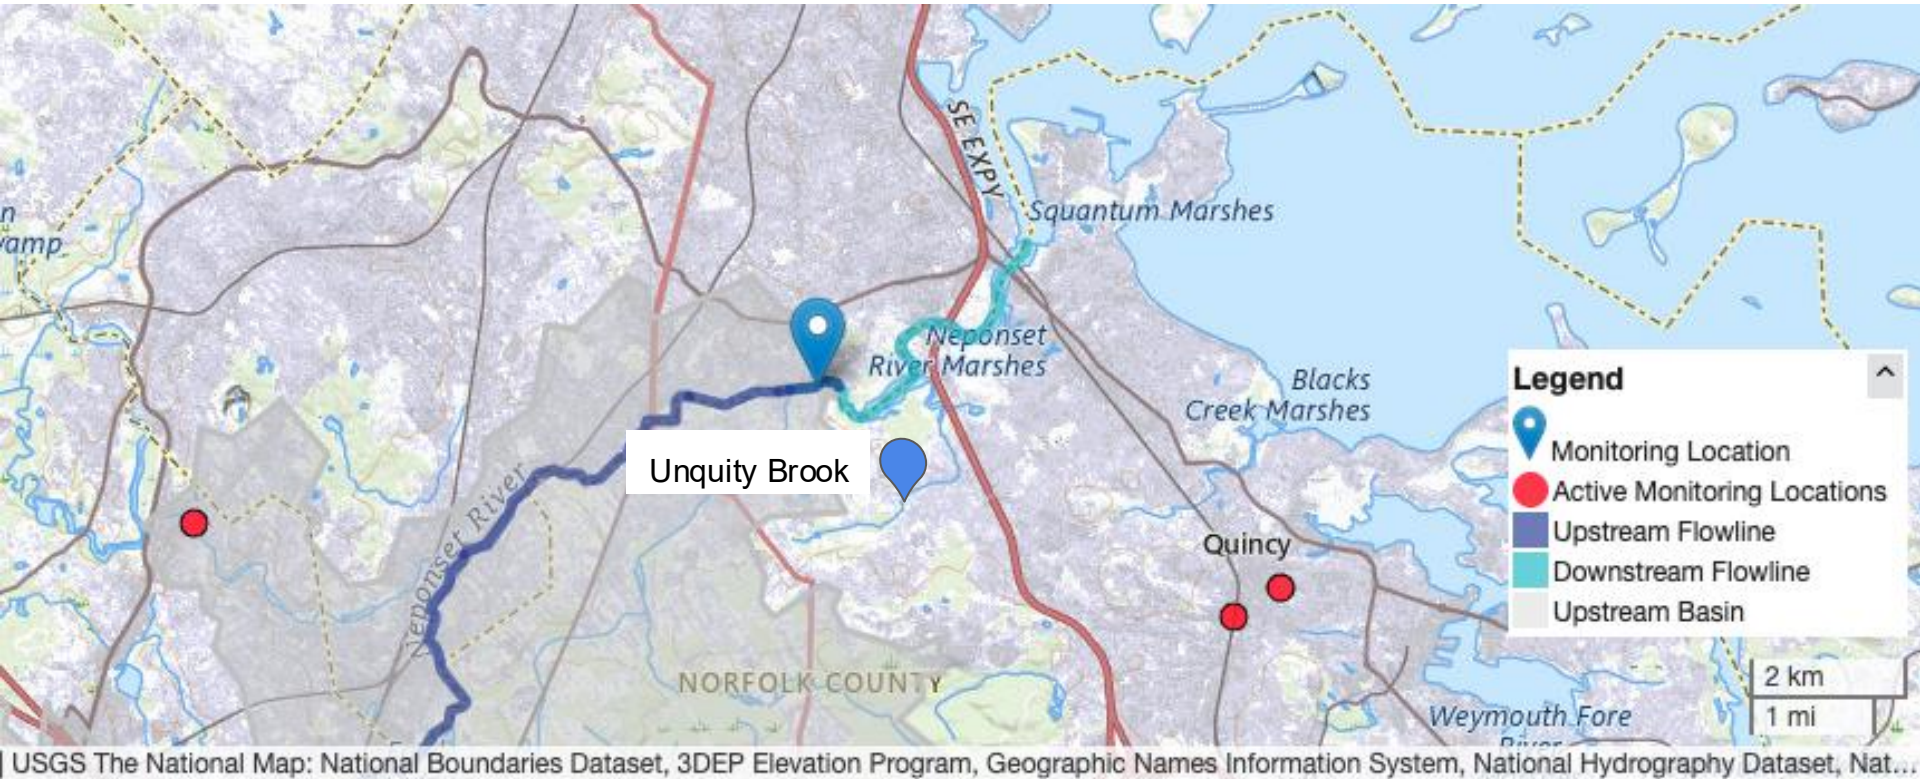 SE EXPY
n
vamp
Squantum Marshes
Neponset
River Marshes
Blacks
Creek Marshes
Unquity Brook
Neponset River
Quincy
NORFOLK COUNTY
Weymouth Fore
River
Legend
Monitoring Location
Active Monitoring Locations
Upstream Flowline
Downstream Flowline
Upstream Basin
2 km
1 mi
| USGS The National Map: National Boundaries Dataset, 3DEP Elevation Program, Geographic Names Information System, National Hydrography Dataset, Nat...